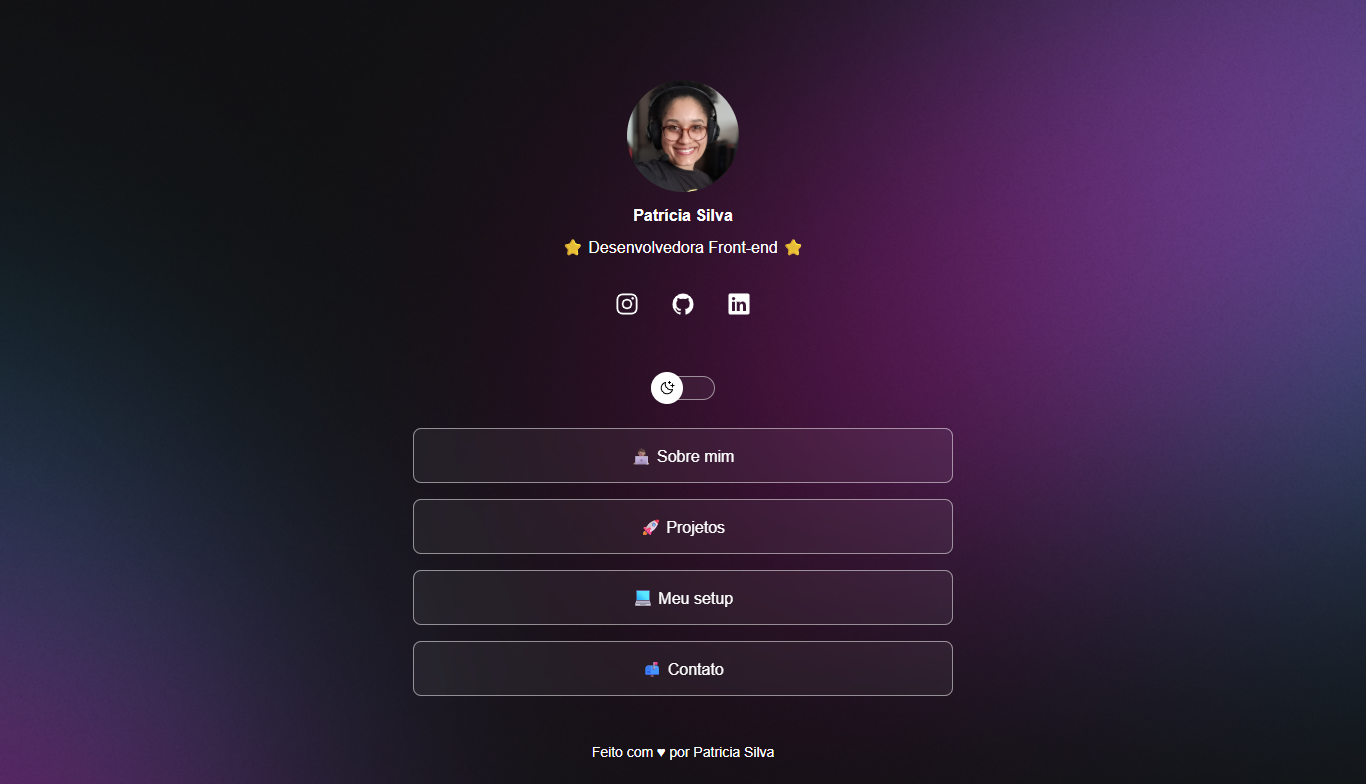 Patrícia Silva
⭐ Desenvolvedora Front-end ⭐
👩🏽‍💻 Sobre mim
🚀 Projetos
💻 Meu setup
📫 Contato
Feito com ♥ por Patricia Silva